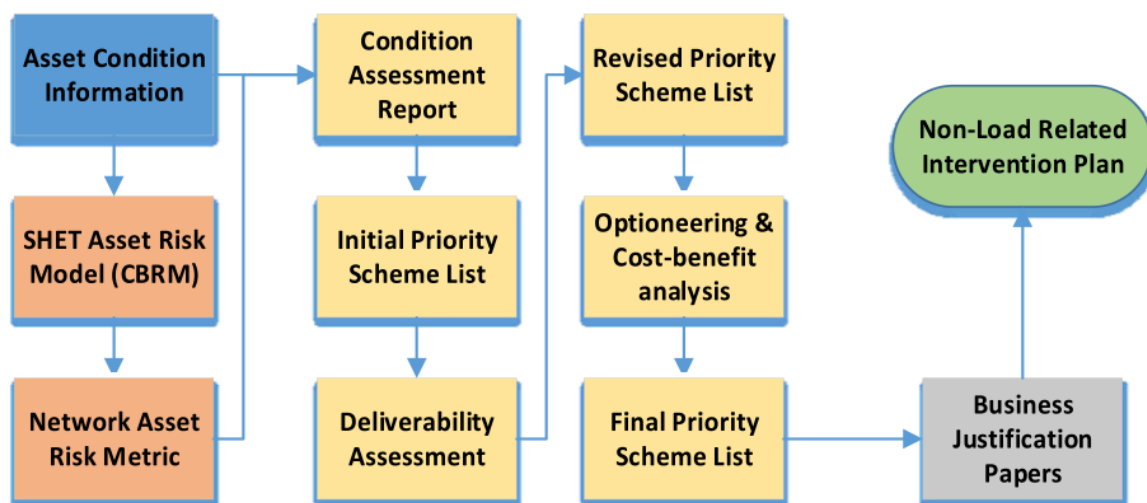 Asset Condition
Information
SHET Asset Risk
Model (CBRM)
Network Asset
Risk Metric
Condition
Assessment
Report
Initial Priority
Scheme List
Deliverability
Assessment
Revised Priority
Scheme List
Optioneering &
Cost-benefit
analysis
Final Priority
Scheme List
Business
Justification
Papers
Non-Load Related
Intervention Plan